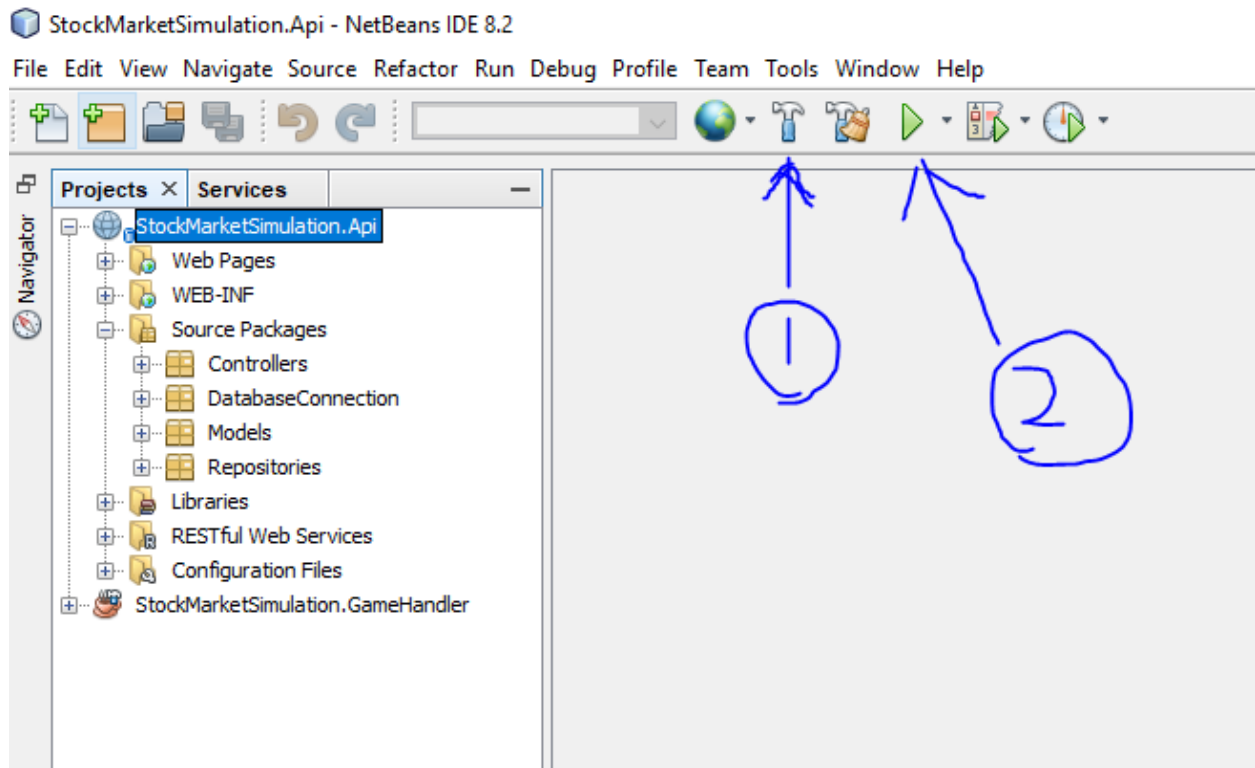 StockMarketSimulation.Api - NetBeans IDE 8.2
File Edit View Navigate Source Refactor Run Debug Profile Team Tools Window Help
Projects Services
Navigator
StockMarketSimulation.Api
Web Pages
WEB-INF
Source Packages
Controllers
DatabaseConnection
Models
Repositories
Libraries
RESTful Web Services
Configuration Files
StockMarketSimulation.GameHandler
1
2